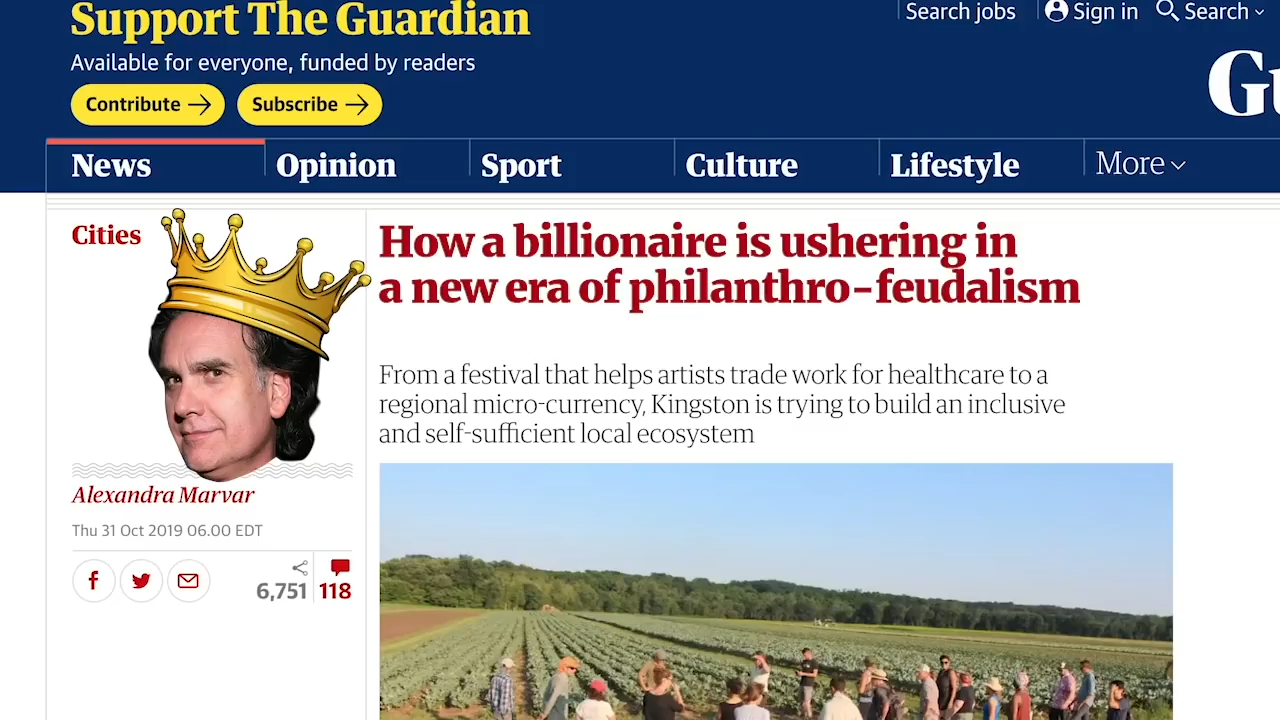 Support The Guardian
Available for everyone, funded by readers
Contribute
Subscribe
Search jobs
Sign in
Search
News
Opinion
Sport
Culture
Lifestyle
More
Cities
How a billionaire is ushering in
a new era of philanthro-feudalism
From a festival that helps artists trade work for healthcare to a
regional micro-currency, Kingston is trying to build an inclusive
and self-sufficient local ecosystem
Alexandra Marvar
Thu 31 Oct 2019 06.00 EDT
6,751
118